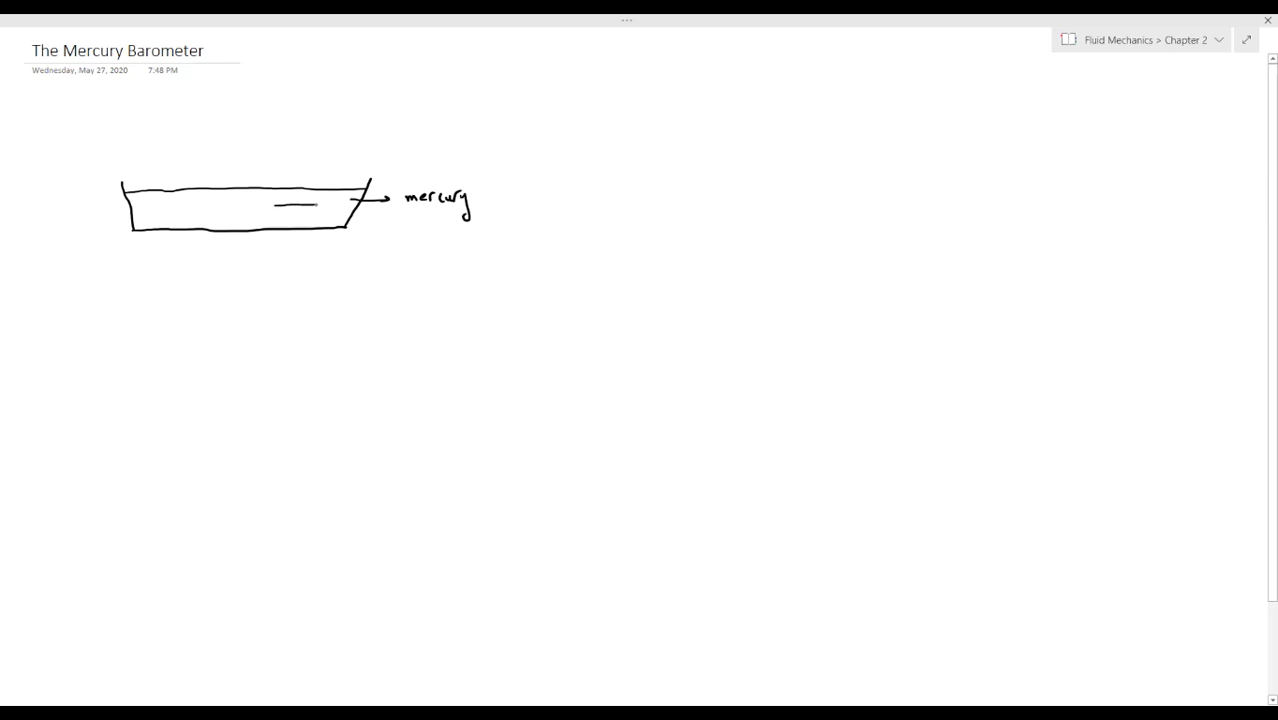 The Mercury Barometer
Fluid Mechanics > Chapter 2
Wednesday, May 27, 2020 7:48 PM
mercury